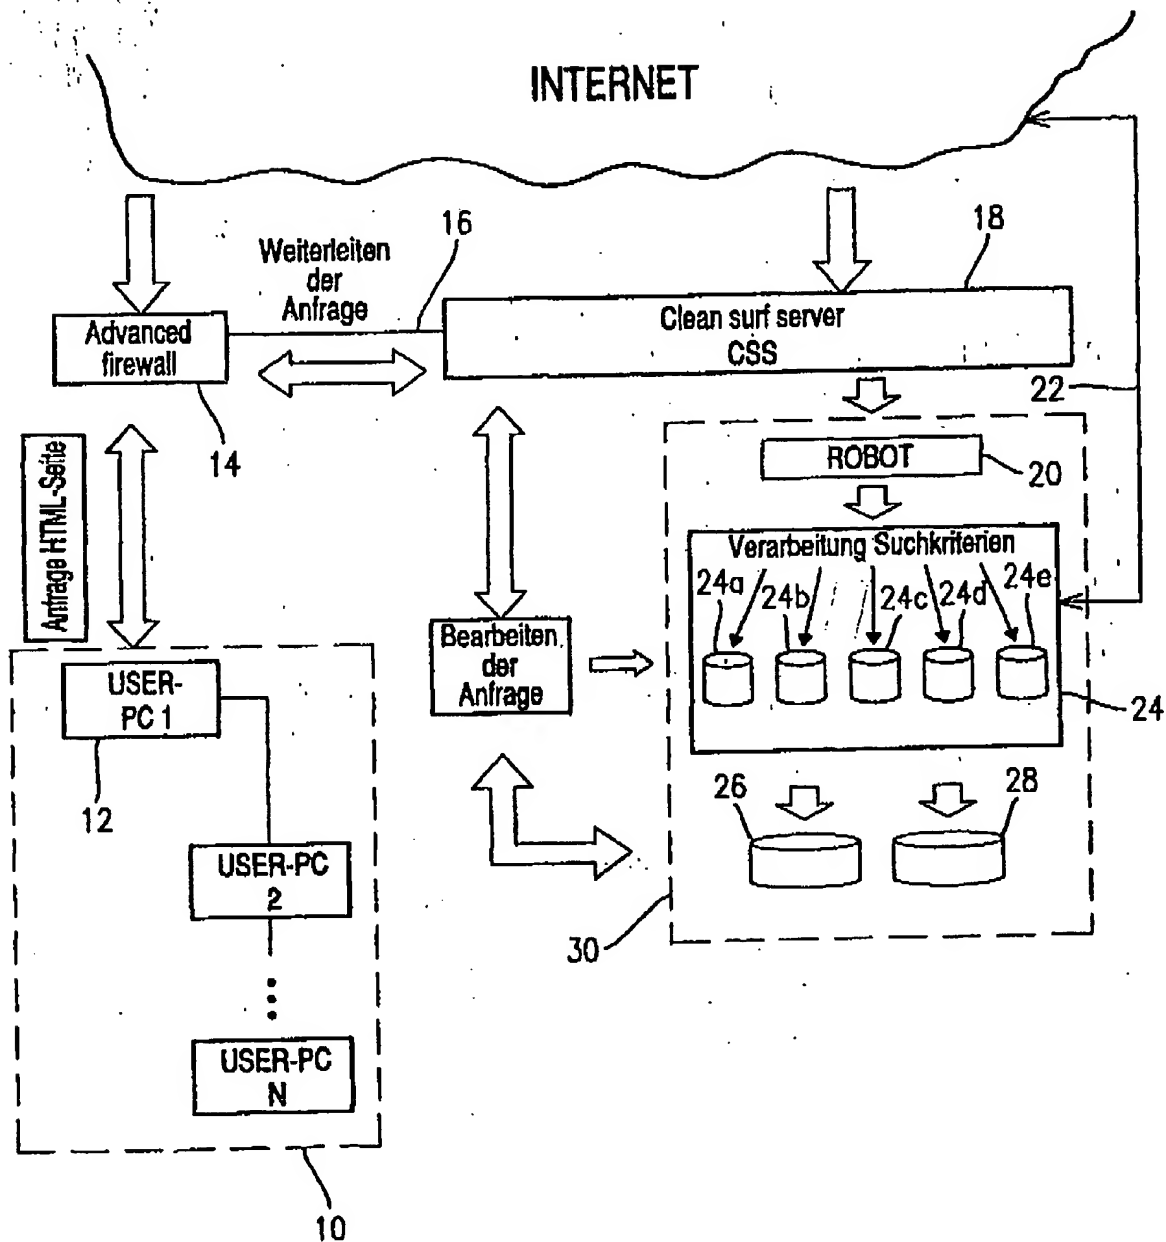 INTERNET
16
18
Weiterleiten
der
Anfrage
Advanced
firewall
Clean surf server
CSS
22
14
Anfrage HTML-Seite
ROBOT
20
Verarbeitung Suchkriterien
24a
24b
24c
24d
24e
Bearbeiten
der
Anfrage
USER-
PC 1
24
12
26
28
USER-PC
2
30
USER-PC
N
10